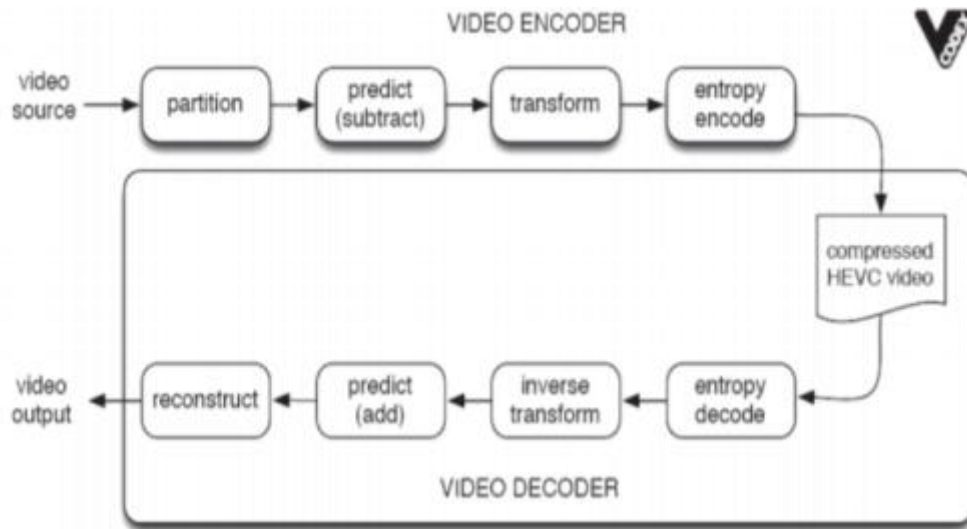 VIDEO ENCODER
VCODEX
video
source
partition
predict
(subtract)
transform
entropy
encode
compressed
HEVC video
video
output
reconstruct
predict
(add)
inverse
transform
entropy
decode
VIDEO DECODER